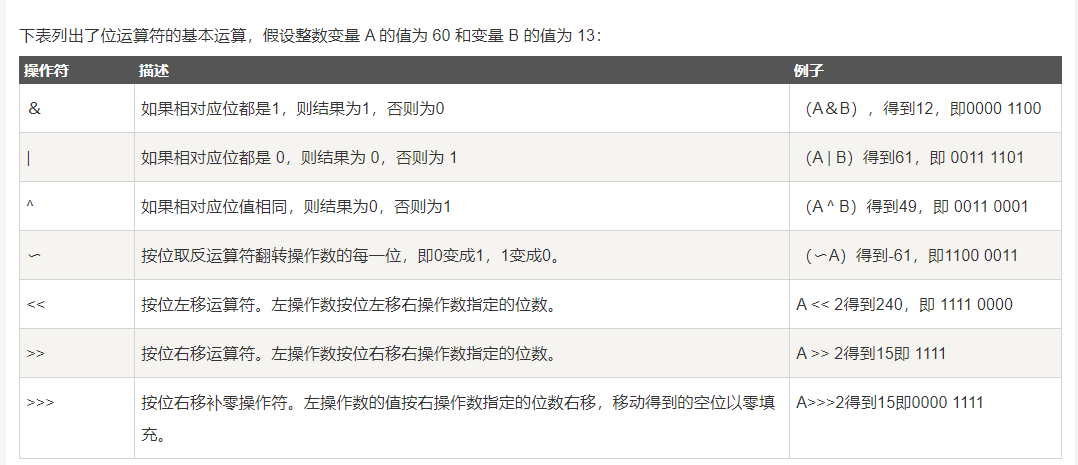 下表列出了位运算符的基本运算，假设整数变量 A 的值为 60 和变量 B 的值为 13：
操作符 描述 例子
＆ 如果相对应位都是1，则结果为1，否则为0 （A＆B），得到12，即0000 1100
| 如果相对应位都是 0，则结果为 0，否则为 1 （A | B）得到61，即 0011 1101
^ 如果相对应位值相同，则结果为0，否则为1 （A ^ B）得到49，即 0011 0001
〜 按位取反运算符翻转操作数的每一位，即0变成1，1变成0。 （〜A）得到-61，即1100 0011
<< 按位左移运算符。左操作数按位左移右操作数指定的位数。 A << 2得到240，即 1111 0000
>> 按位右移运算符。左操作数按位右移右操作数指定的位数。 A >> 2得到15即 1111
>>> 按位右移补零操作符。左操作数的值按右操作数指定的位数右移，移动得到的空位以零填 A>>>2得到15即0000 1111
充。